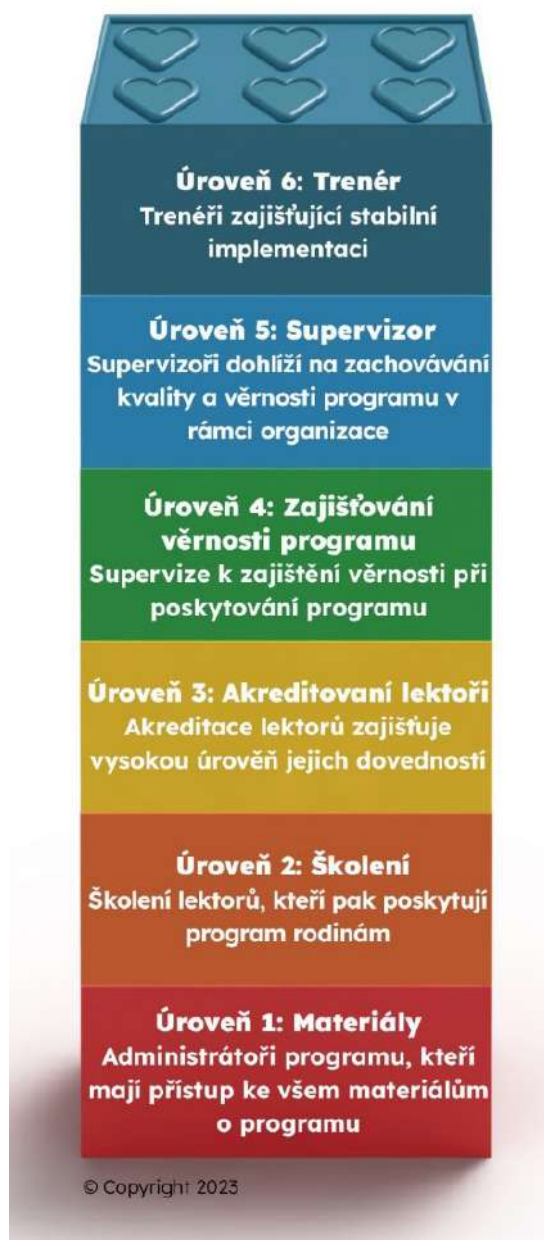 Úroveň 6: Trenér
Trenéři zajišťující stabilní
implementaci
Úroveň 5: Supervizor
Supervizoři dohlíží na zachovávání
kvality a věrnosti programu v
rámci organizace
Úroveň 4: Zajišťování
věrnosti programu
Supervize k zajištění věrnosti při
poskytování programu
Úroveň 3: Akreditovaní lektoři
Akreditace lektorů zajišťuje
vysokou úrověň jejich dovedností
Úroveň 2: Školení
Školení lektorů, kteří pak poskytují
program rodinám
Úroveň 1: Materiály
Administrátoři programu, kteří
mají přístup ke všem materiálům
o programu
© Copyright 2023